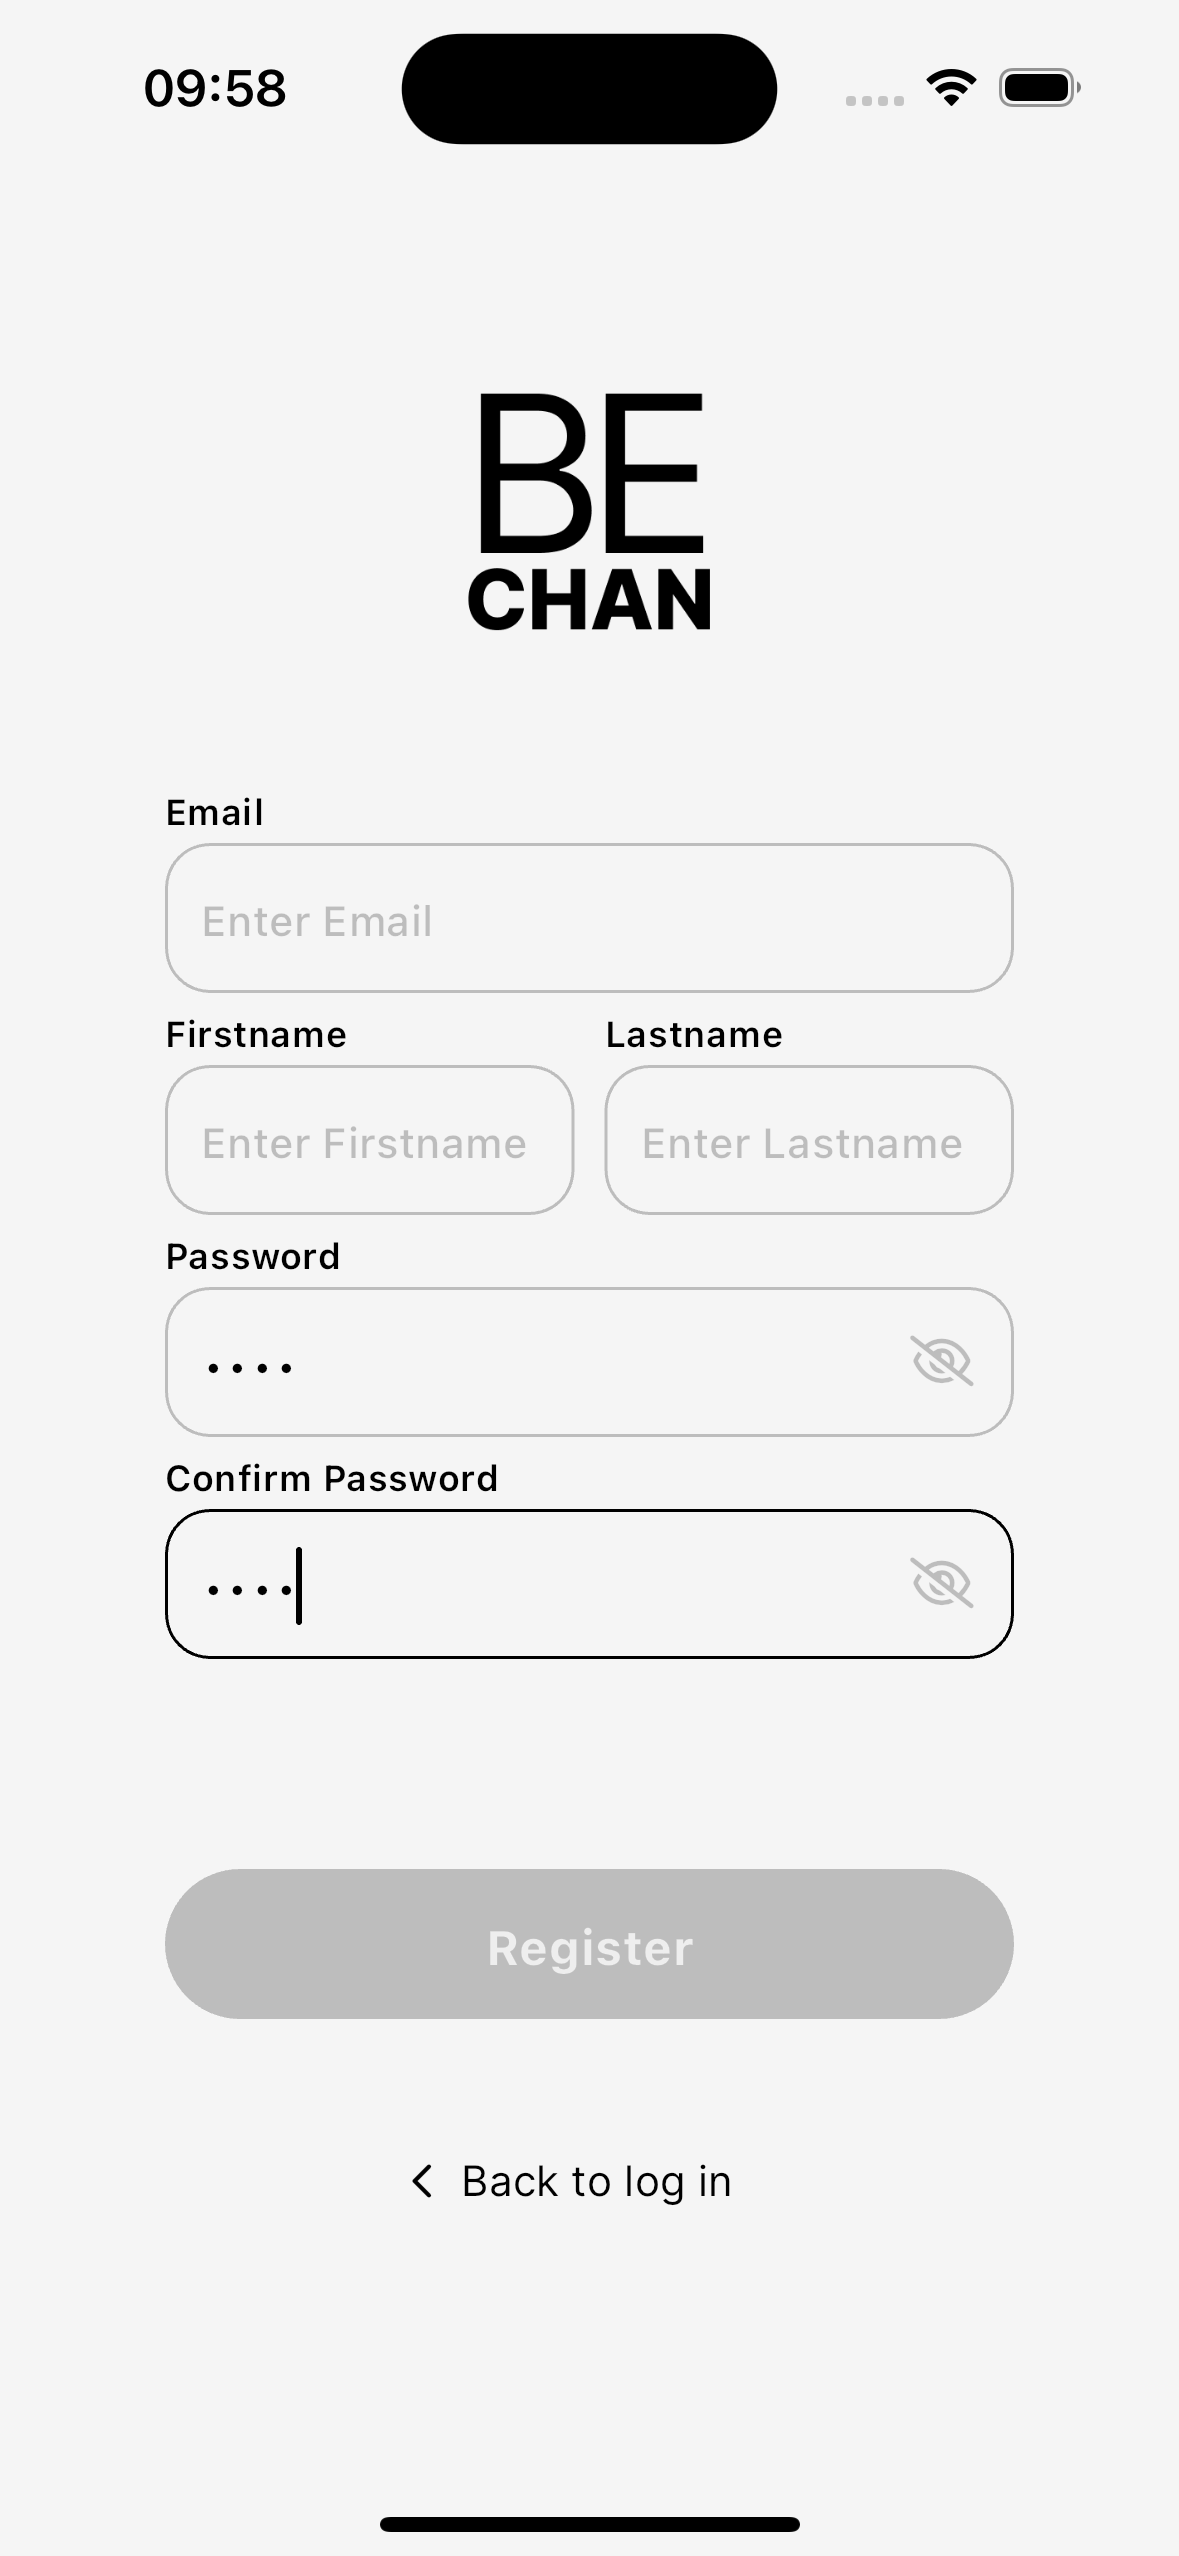 09:58
BE
CHAN
Email
Enter Email
Firstname Lastname
Enter Firstname Enter Lastname
Password
••••
Confirm Password
••••
Register
Back to log in